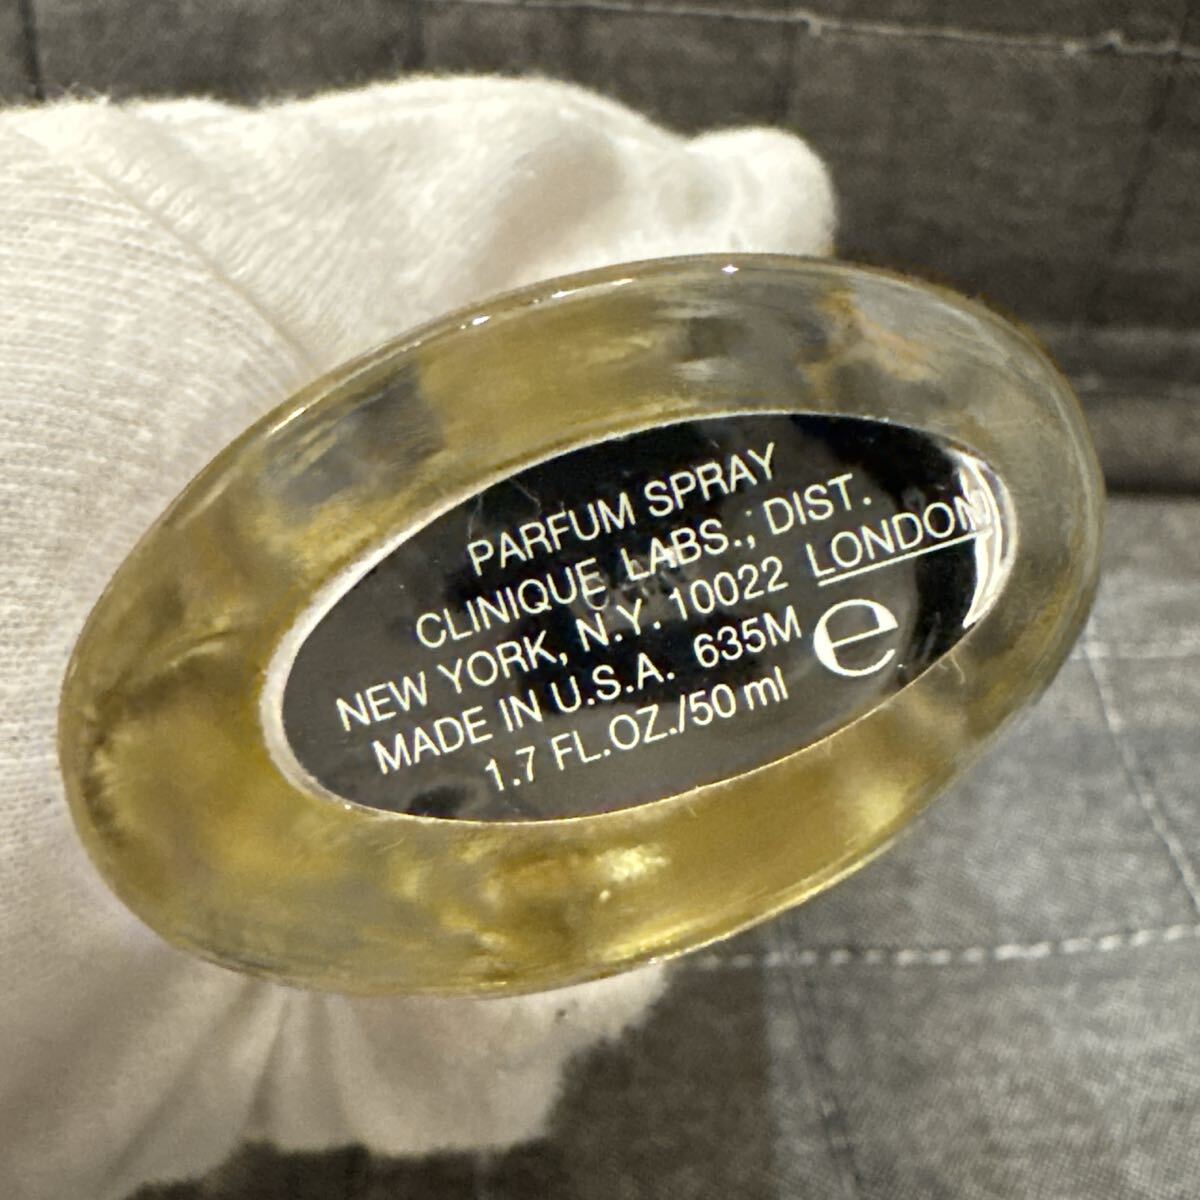 PARFUM SPRAY
CLINIQUE LABS., DIST.
NEW YORK, N.Y. 10022 LONDON
MADE IN U.S.A. 635M e
1.7 FL.OZ./50 ml